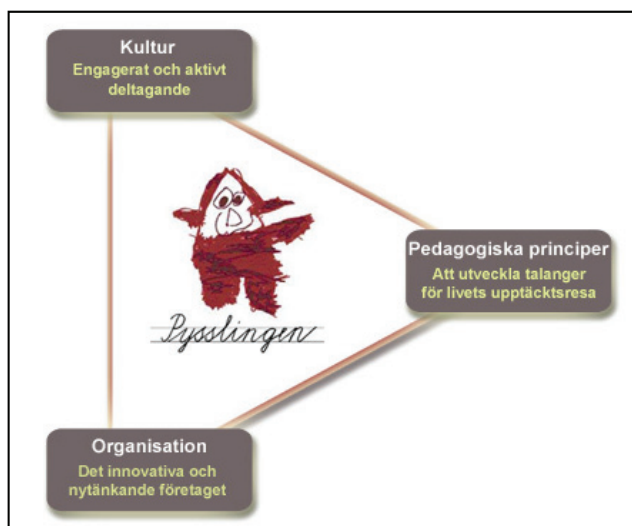 Kultur
Engagerat och aktivt
deltagande
Pedagogiska principer
Att utveckla talanger
för livets upptäcktsresa
Pysslingen
Organisation
Det innovativa och
nytänkande företaget